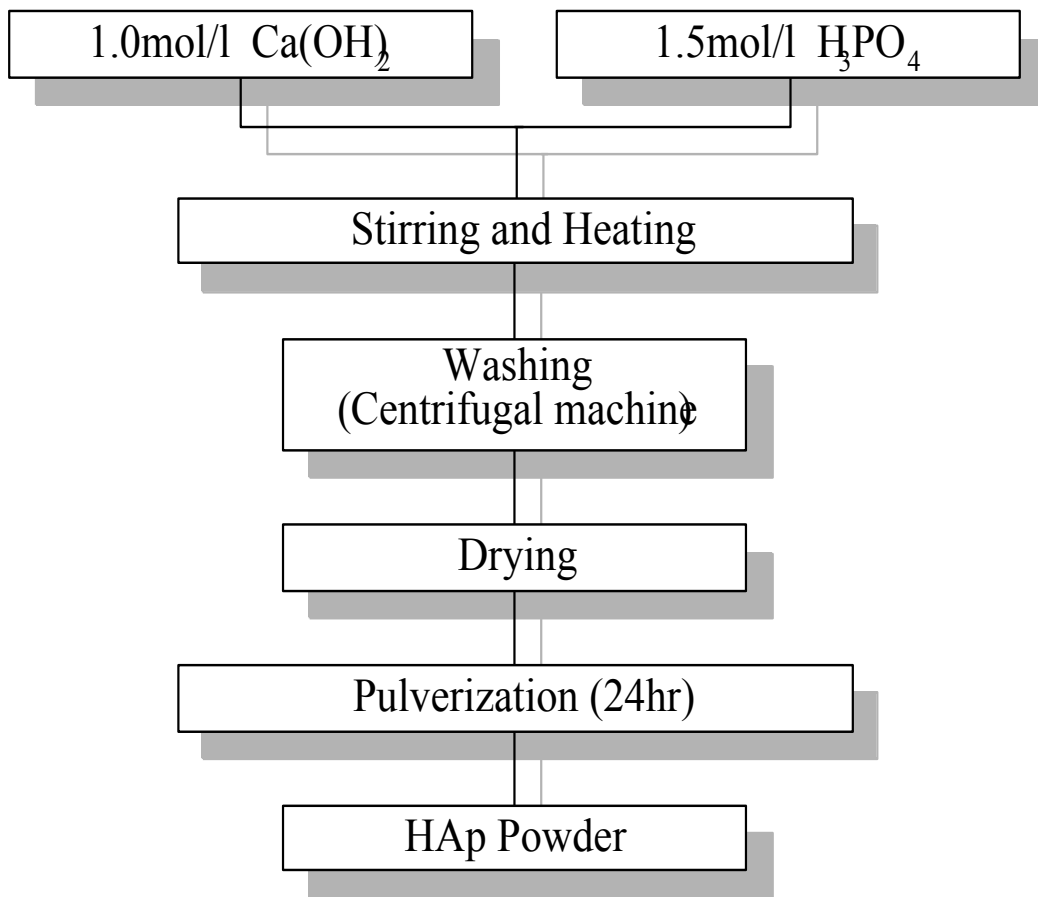 1.0mol/l Ca(OH)₂
1.5mol/l H₃PO₄
Stirring and Heating
Washing
(Centrifugal machine)
Drying
Pulverization (24hr)
HAp Powder